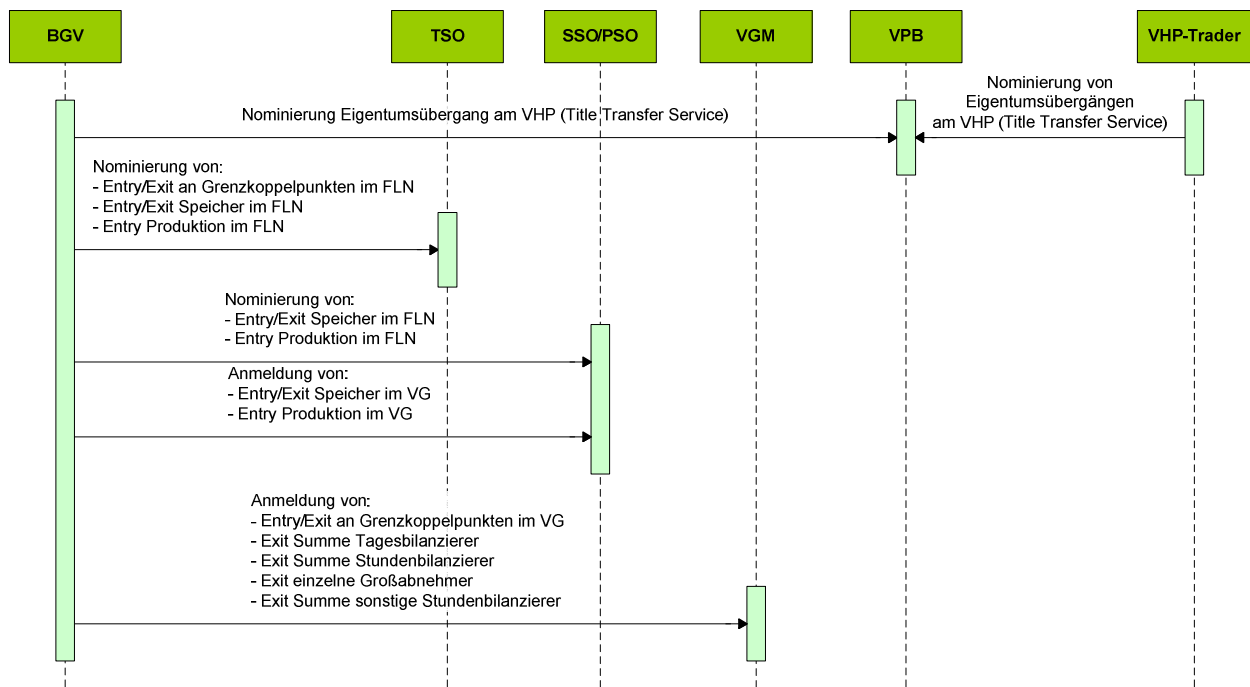 BGV
TSO
SSO/PSO
VGM
VPB
VHP-Trader
Nominierung Eigentumsübergang am VHP (Title Transfer Service)
Nominierung von
Eigentumsübergängen
am VHP (Title Transfer Service)
Nominierung von:
- Entry/Exit an Grenzkoppelpunkten im FLN
- Entry/Exit Speicher im FLN
- Entry Produktion im FLN
Nominierung von:
- Entry/Exit Speicher im FLN
- Entry Produktion im FLN
Anmeldung von:
- Entry/Exit Speicher im VG
- Entry Produktion im VG
Anmeldung von:
- Entry/Exit an Grenzkoppelpunkten im VG
- Exit Summe Tagesbilanzierer
- Exit Summe Stundenbilanzierer
- Exit einzelne Großabnehmer
- Exit Summe sonstige Stundenbilanzierer